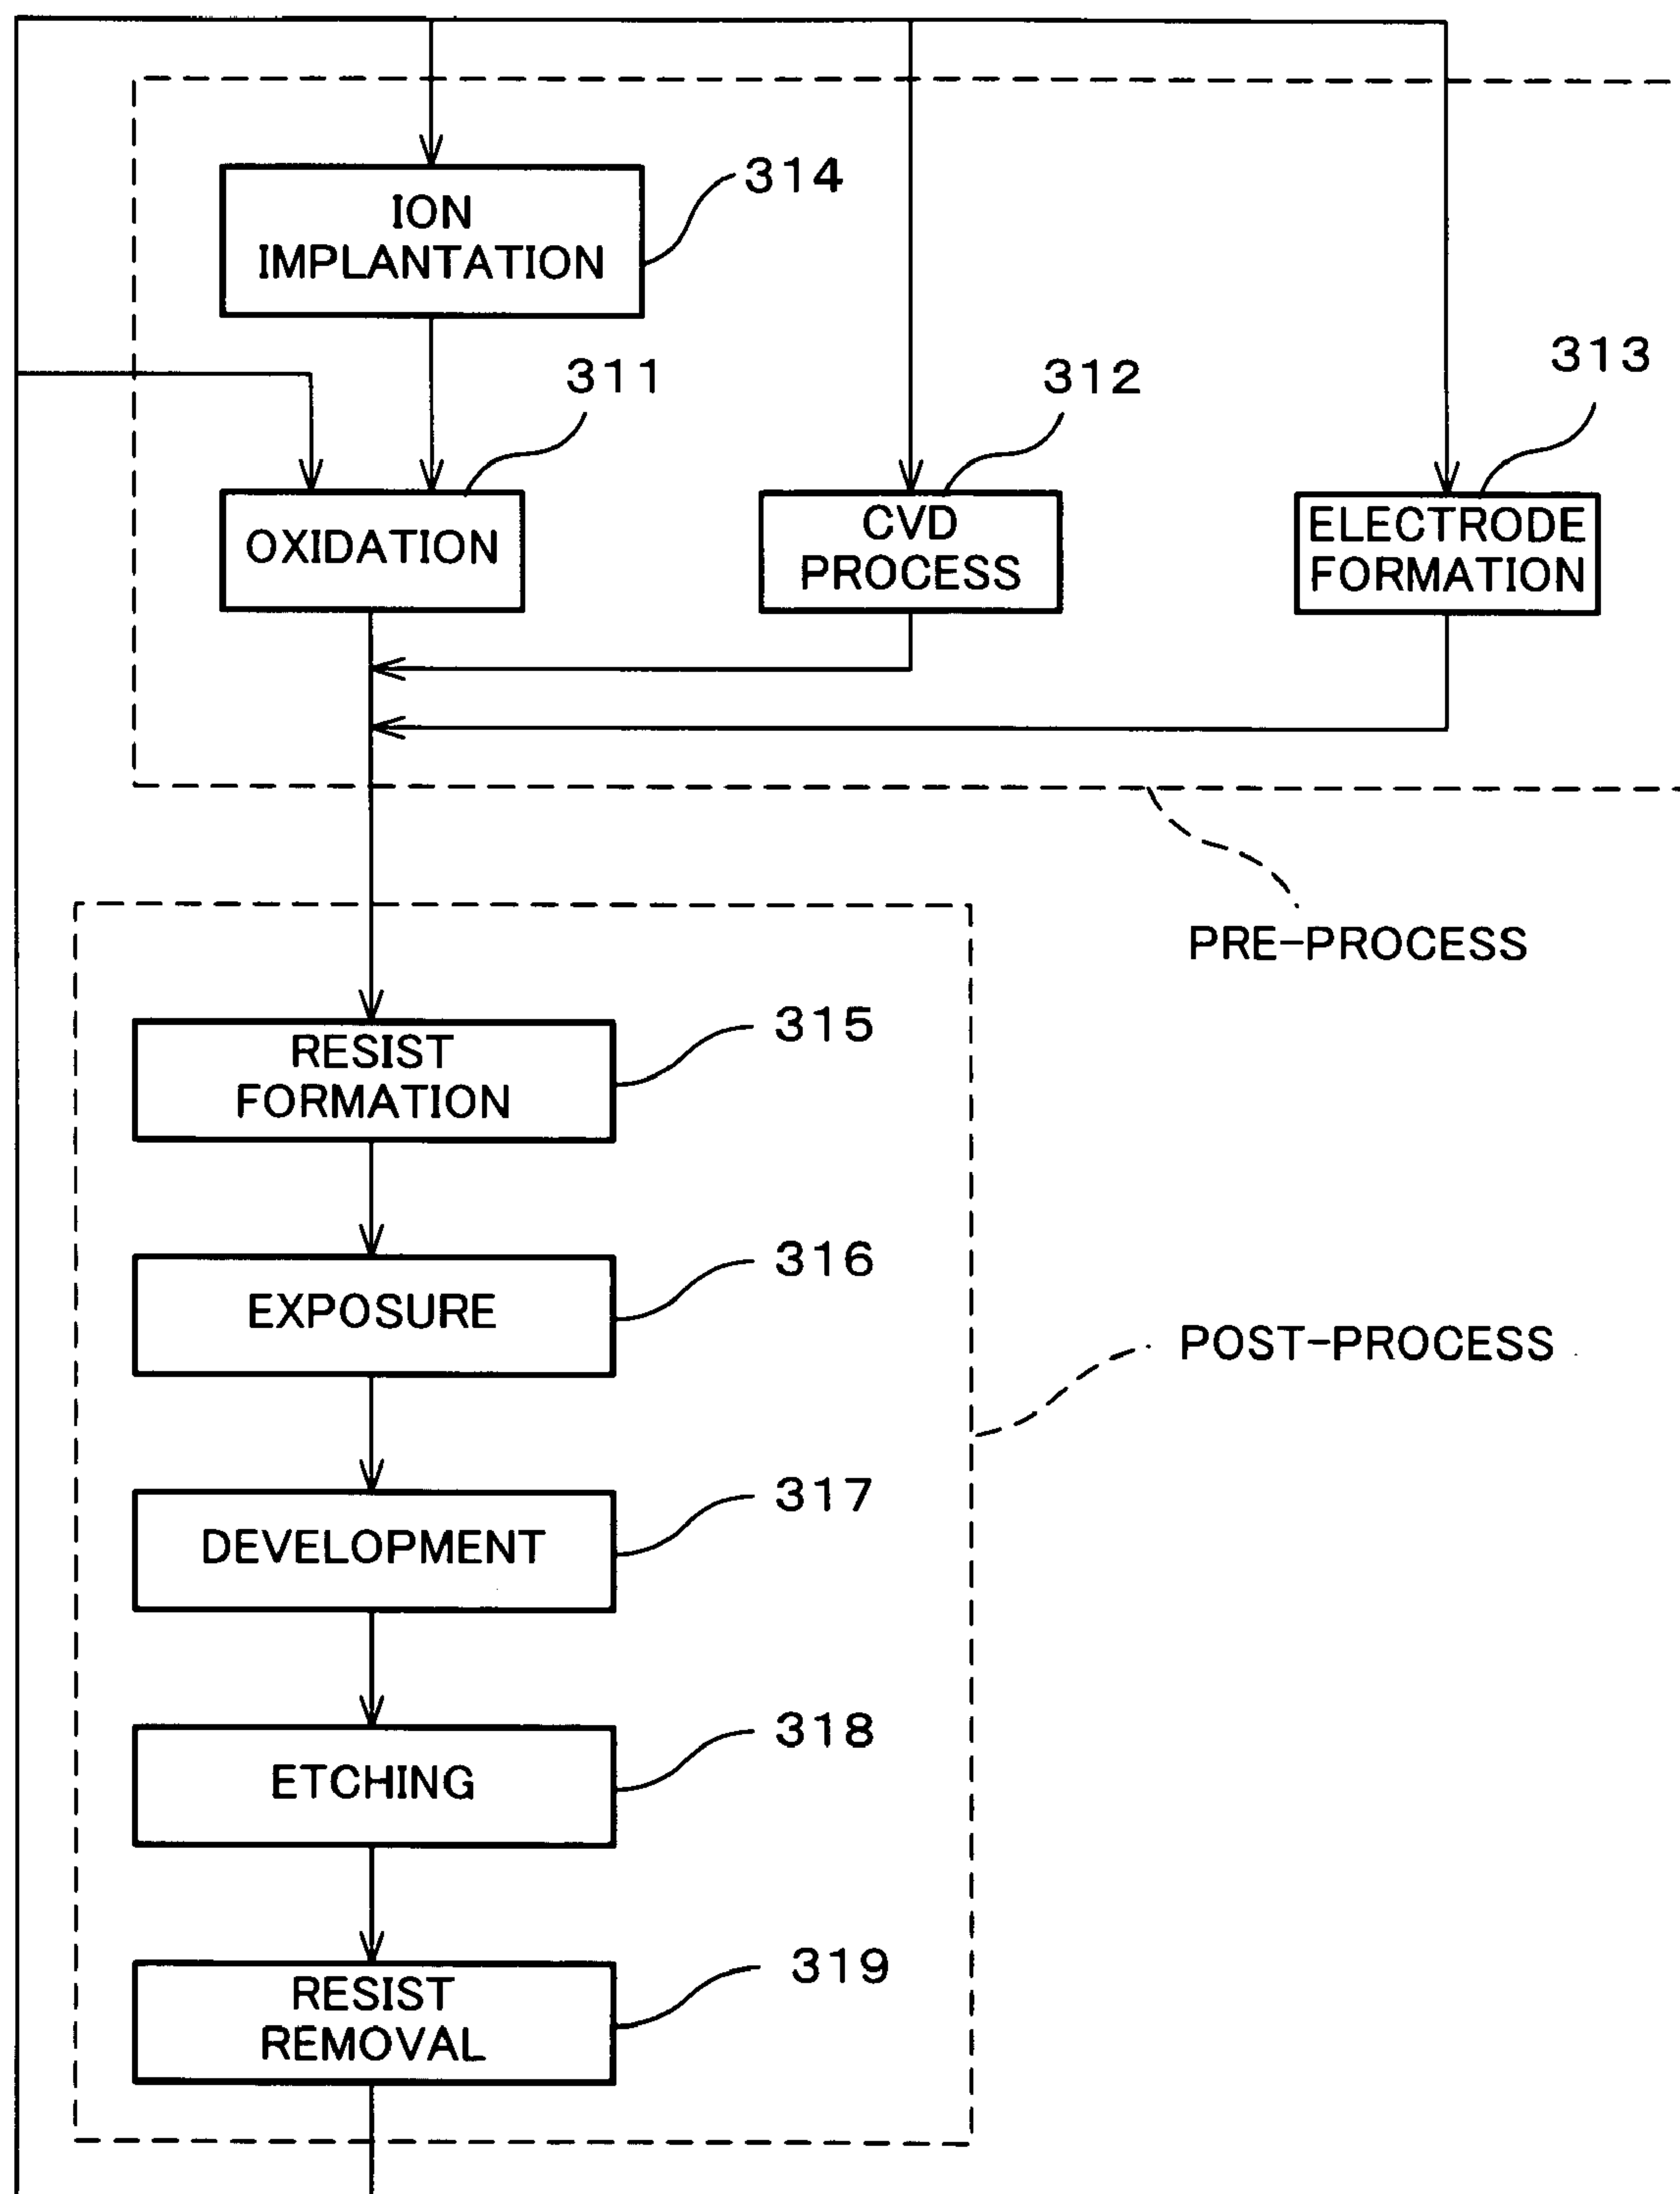 314
ION
IMPLANTATION
311
312
313
OXIDATION
CVD
PROCESS
ELECTRODE
FORMATION
PRE-PROCESS
315
RESIST
FORMATION
316
EXPOSURE
POST-PROCESS
317
DEVELOPMENT
318
ETCHING
319
RESIST
REMOVAL